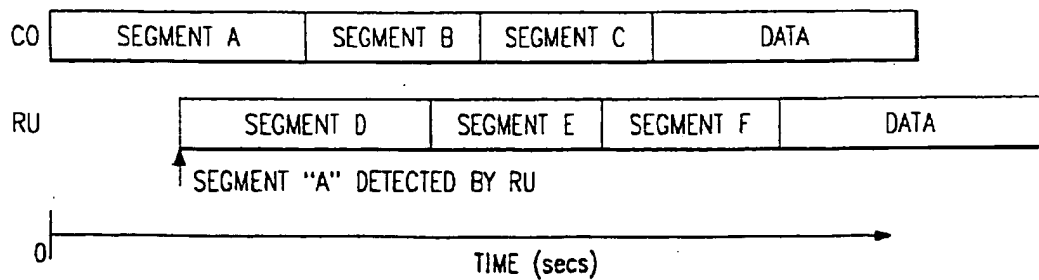 CO SEGMENT A SEGMENT B SEGMENT C DATA
RU SEGMENT D SEGMENT E SEGMENT F DATA
SEGMENT "A" DETECTED BY RU
0
TIME (secs)